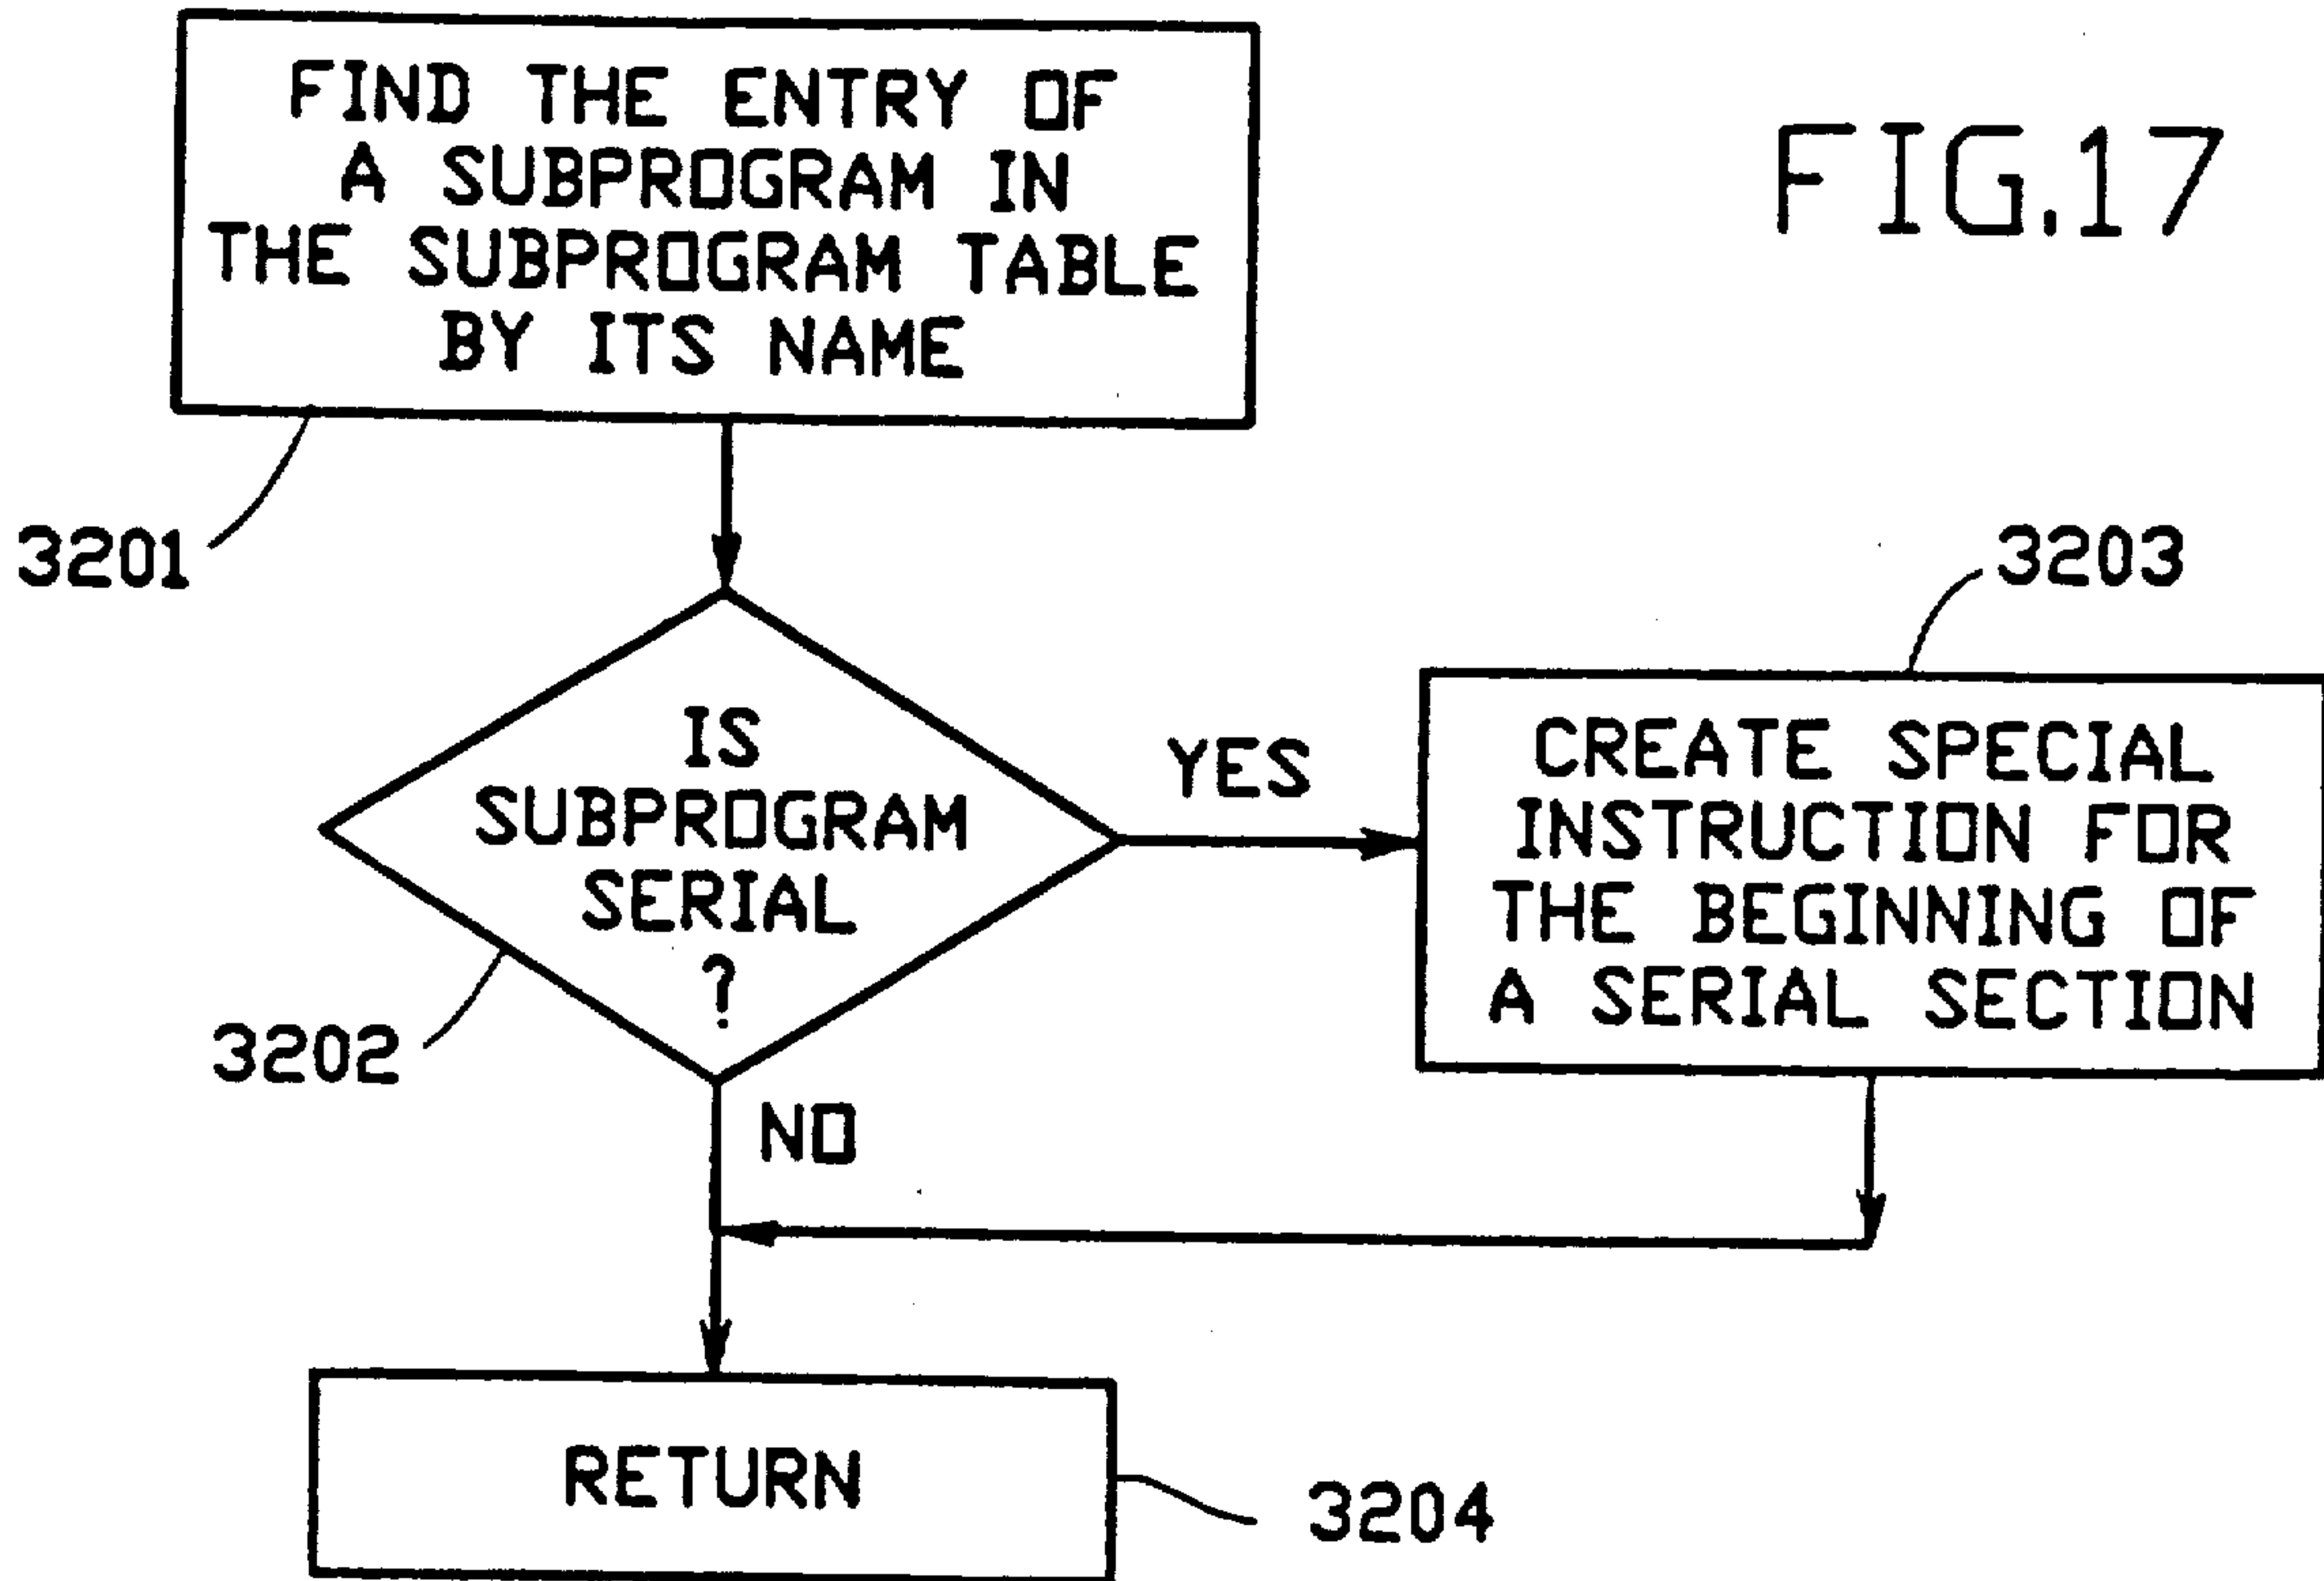 FIND THE ENTRY OF
A SUBPROGRAM IN
THE SUBPROGRAM TABLE
BY ITS NAME
FIG.17
3201
3203
IS
SUBPROGRAM
SERIAL
?
YES
CREATE SPECIAL
INSTRUCTION FOR
THE BEGINNING OF
A SERIAL SECTION
3202
NO
RETURN
3204